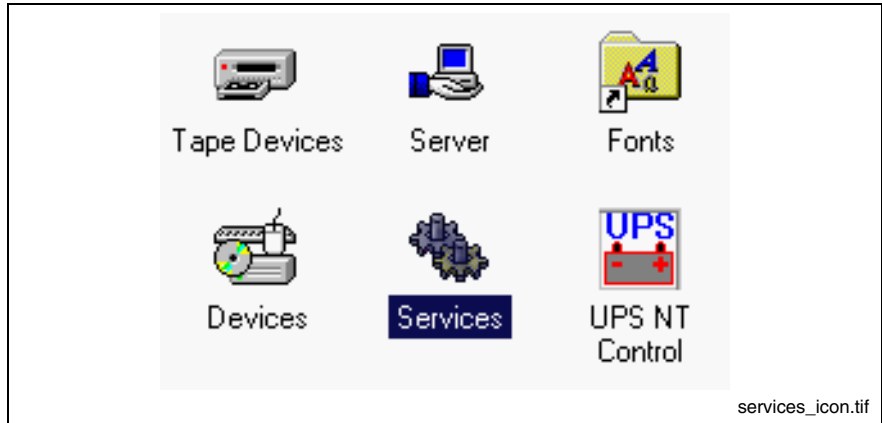 Tape Devices
Server
Fonts
Devices
Services
UPS
UPS NT
Control
services_icon.tif